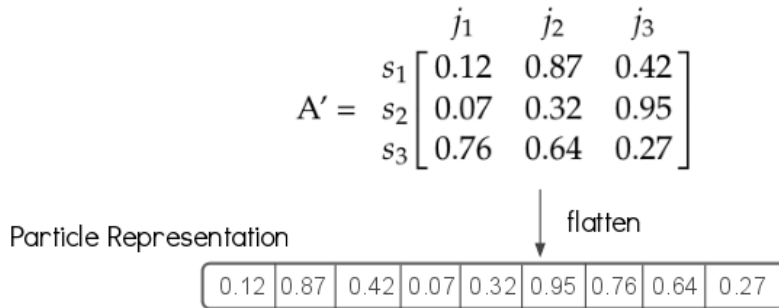 j1 j2 j3
s1 0.12 0.87 0.42
A′ = s2 0.07 0.32 0.95
s3 0.76 0.64 0.27
flatten
Particle Representation
0.12 0.87 0.42 0.07 0.32 0.95 0.76 0.64 0.27